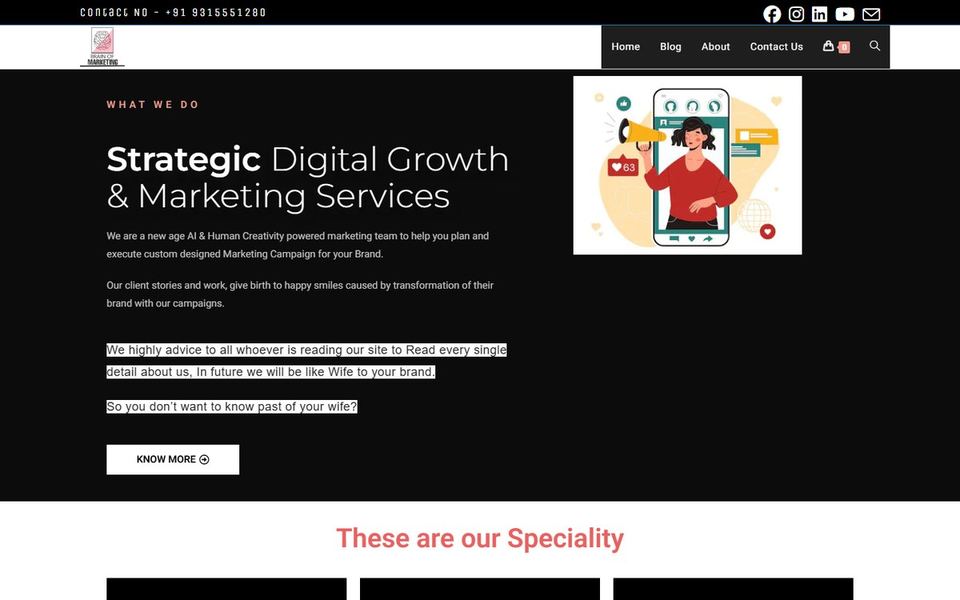 Contact NO - +91 9315551280
BRAIN OF
MARKETING
Home Blog About Contact Us 0
WHAT WE DO
Strategic Digital Growth
& Marketing Services
We are a new age AI & Human Creativity powered marketing team to help you plan and
execute custom designed Marketing Campaign for your Brand.
Our client stories and work, give birth to happy smiles caused by transformation of their
brand with our campaigns.
We highly advice to all whoever is reading our site to Read every single
detail about us, In future we will be like Wife to your brand.
So you don't want to know past of your wife?
KNOW MORE
63
These are our Speciality